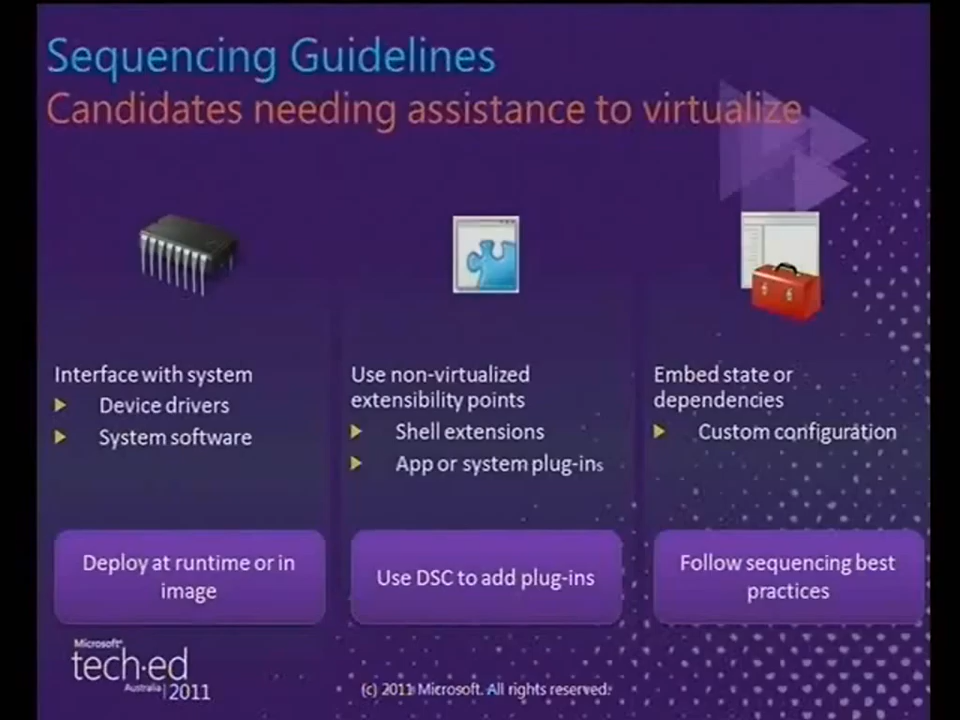 Sequencing Guidelines
Candidates needing assistance to virtualize
Interface with system
Device drivers
System software
Deploy at runtime or in
image
Use non-virtualized
extensibility points
Shell extensions
App or system plug-ins
Use DSC to add plug-ins
Embed state or
dependencies
Custom configuration
Follow sequencing best
practices
Microsoft
tech·ed
Australia | 2011
(c) 2011 Microsoft. All rights reserved.